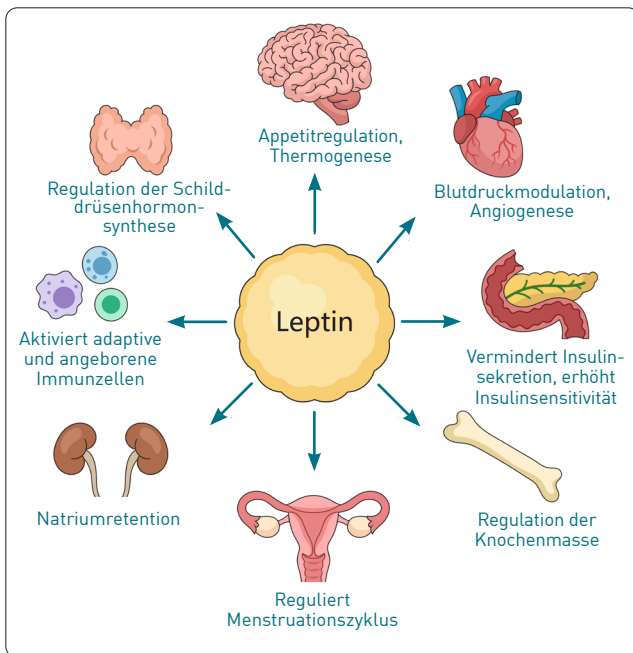 Appetitregulation,
Thermogenese
Regulation der Schild-
drüsenhormon-
synthese
Blutdruckmodulation,
Angiogenese
Leptin
Aktiviert adaptive
und angeborene
Immunzellen
Vermindert Insulin-
sekretion, erhöht
Insulinsensitivität
Natriumretention
Regulation der
Knochenmasse
Reguliert
Menstruationszyklus